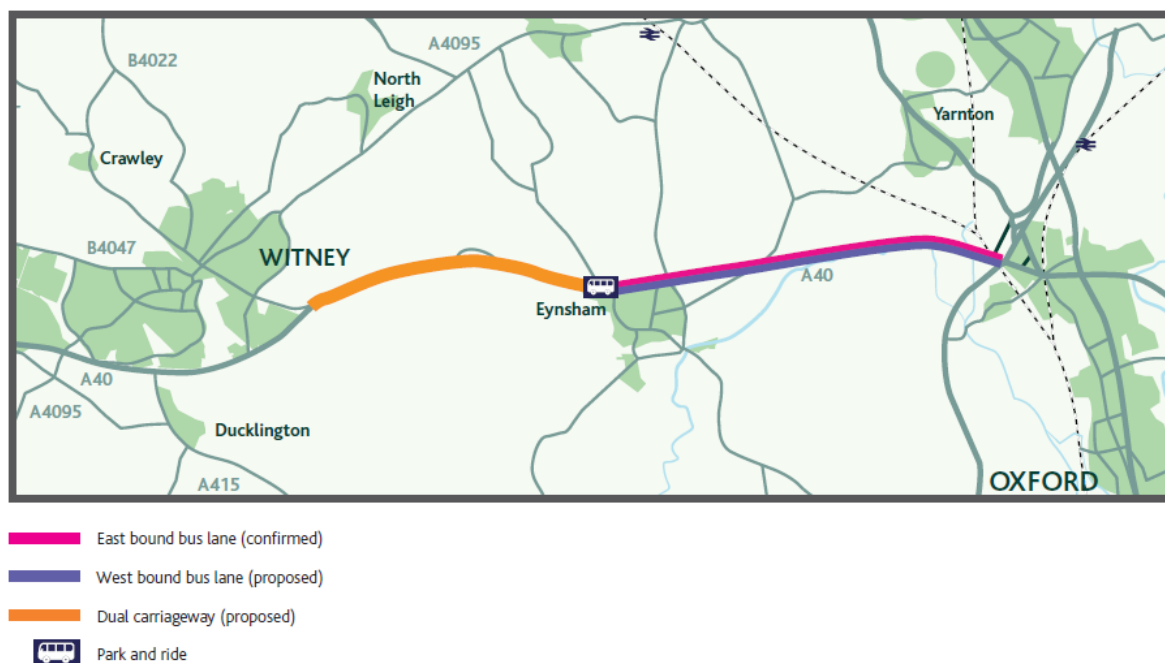 A4095
B4022
North
Leigh
Yarnton
Crawley
B4047
WITNEY
A40
Eynsham
A40
A4095
Ducklington
A415
OXFORD
East bound bus lane (confirmed)
West bound bus lane (proposed)
Dual carriageway (proposed)
Park and ride